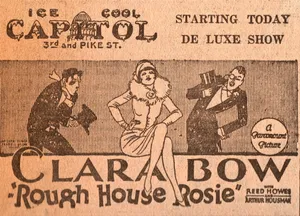 ICE COOL
CAPITOL
3RD and PIKE ST.
STARTING TODAY
DE LUXE SHOW
a
Paramount
Picture
CLARA BOW
"Rough House Rosie"
REED HOWES
ARTHUR HOUSMAN